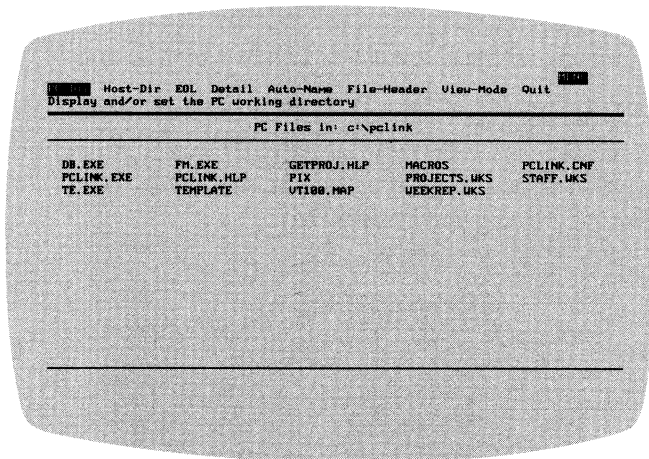 MENU
Host-Dir EOL Detail Auto-Name File-Header View-Mode Quit
Display and/or set the PC working directory
PC Files in: c:\pclink
DB.EXE FM.EXE GETPROJ.HLP MACROS PCLINK.CNF
PCLINK.EXE PCLINK.HLP PIX PROJECTS.WKS STAFF.WKS
TE.EXE TEMPLATE VT100.MAP WEEKREP.WKS